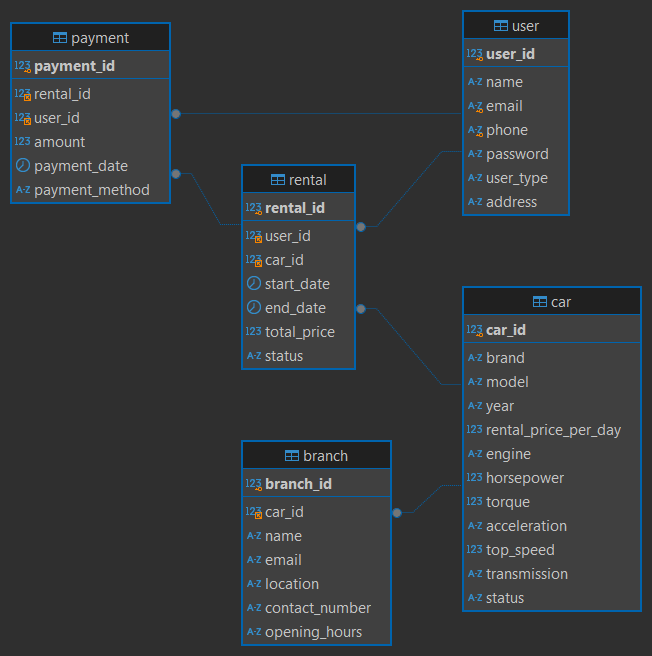 payment
123 payment_id
123 rental_id
123 user_id
123 amount
payment_date
A-Z payment_method
user
123 user_id
A-Z name
A-Z email
A-Z phone
A-Z password
A-Z user_type
A-Z address
rental
123 rental_id
123 user_id
123 car_id
start_date
end_date
123 total_price
A-Z status
car
123 car_id
A-Z brand
A-Z model
A-Z year
123 rental_price_per_day
A-Z engine
123 horsepower
123 torque
A-Z acceleration
123 top_speed
A-Z transmission
A-Z status
branch
123 branch_id
123 car_id
A-Z name
A-Z email
A-Z location
A-Z contact_number
A-Z opening_hours